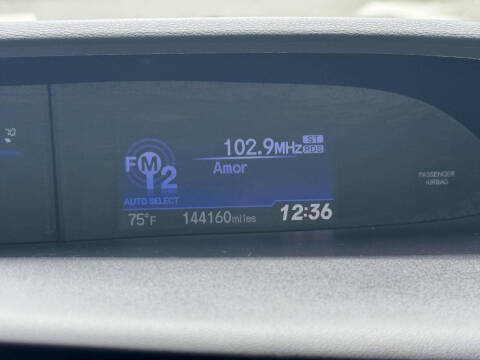 102.9MHz ST
RDS
FM2
Amor
AUTO SELECT
75°F 144160miles 12:36
PASSENGER
AIRBAG